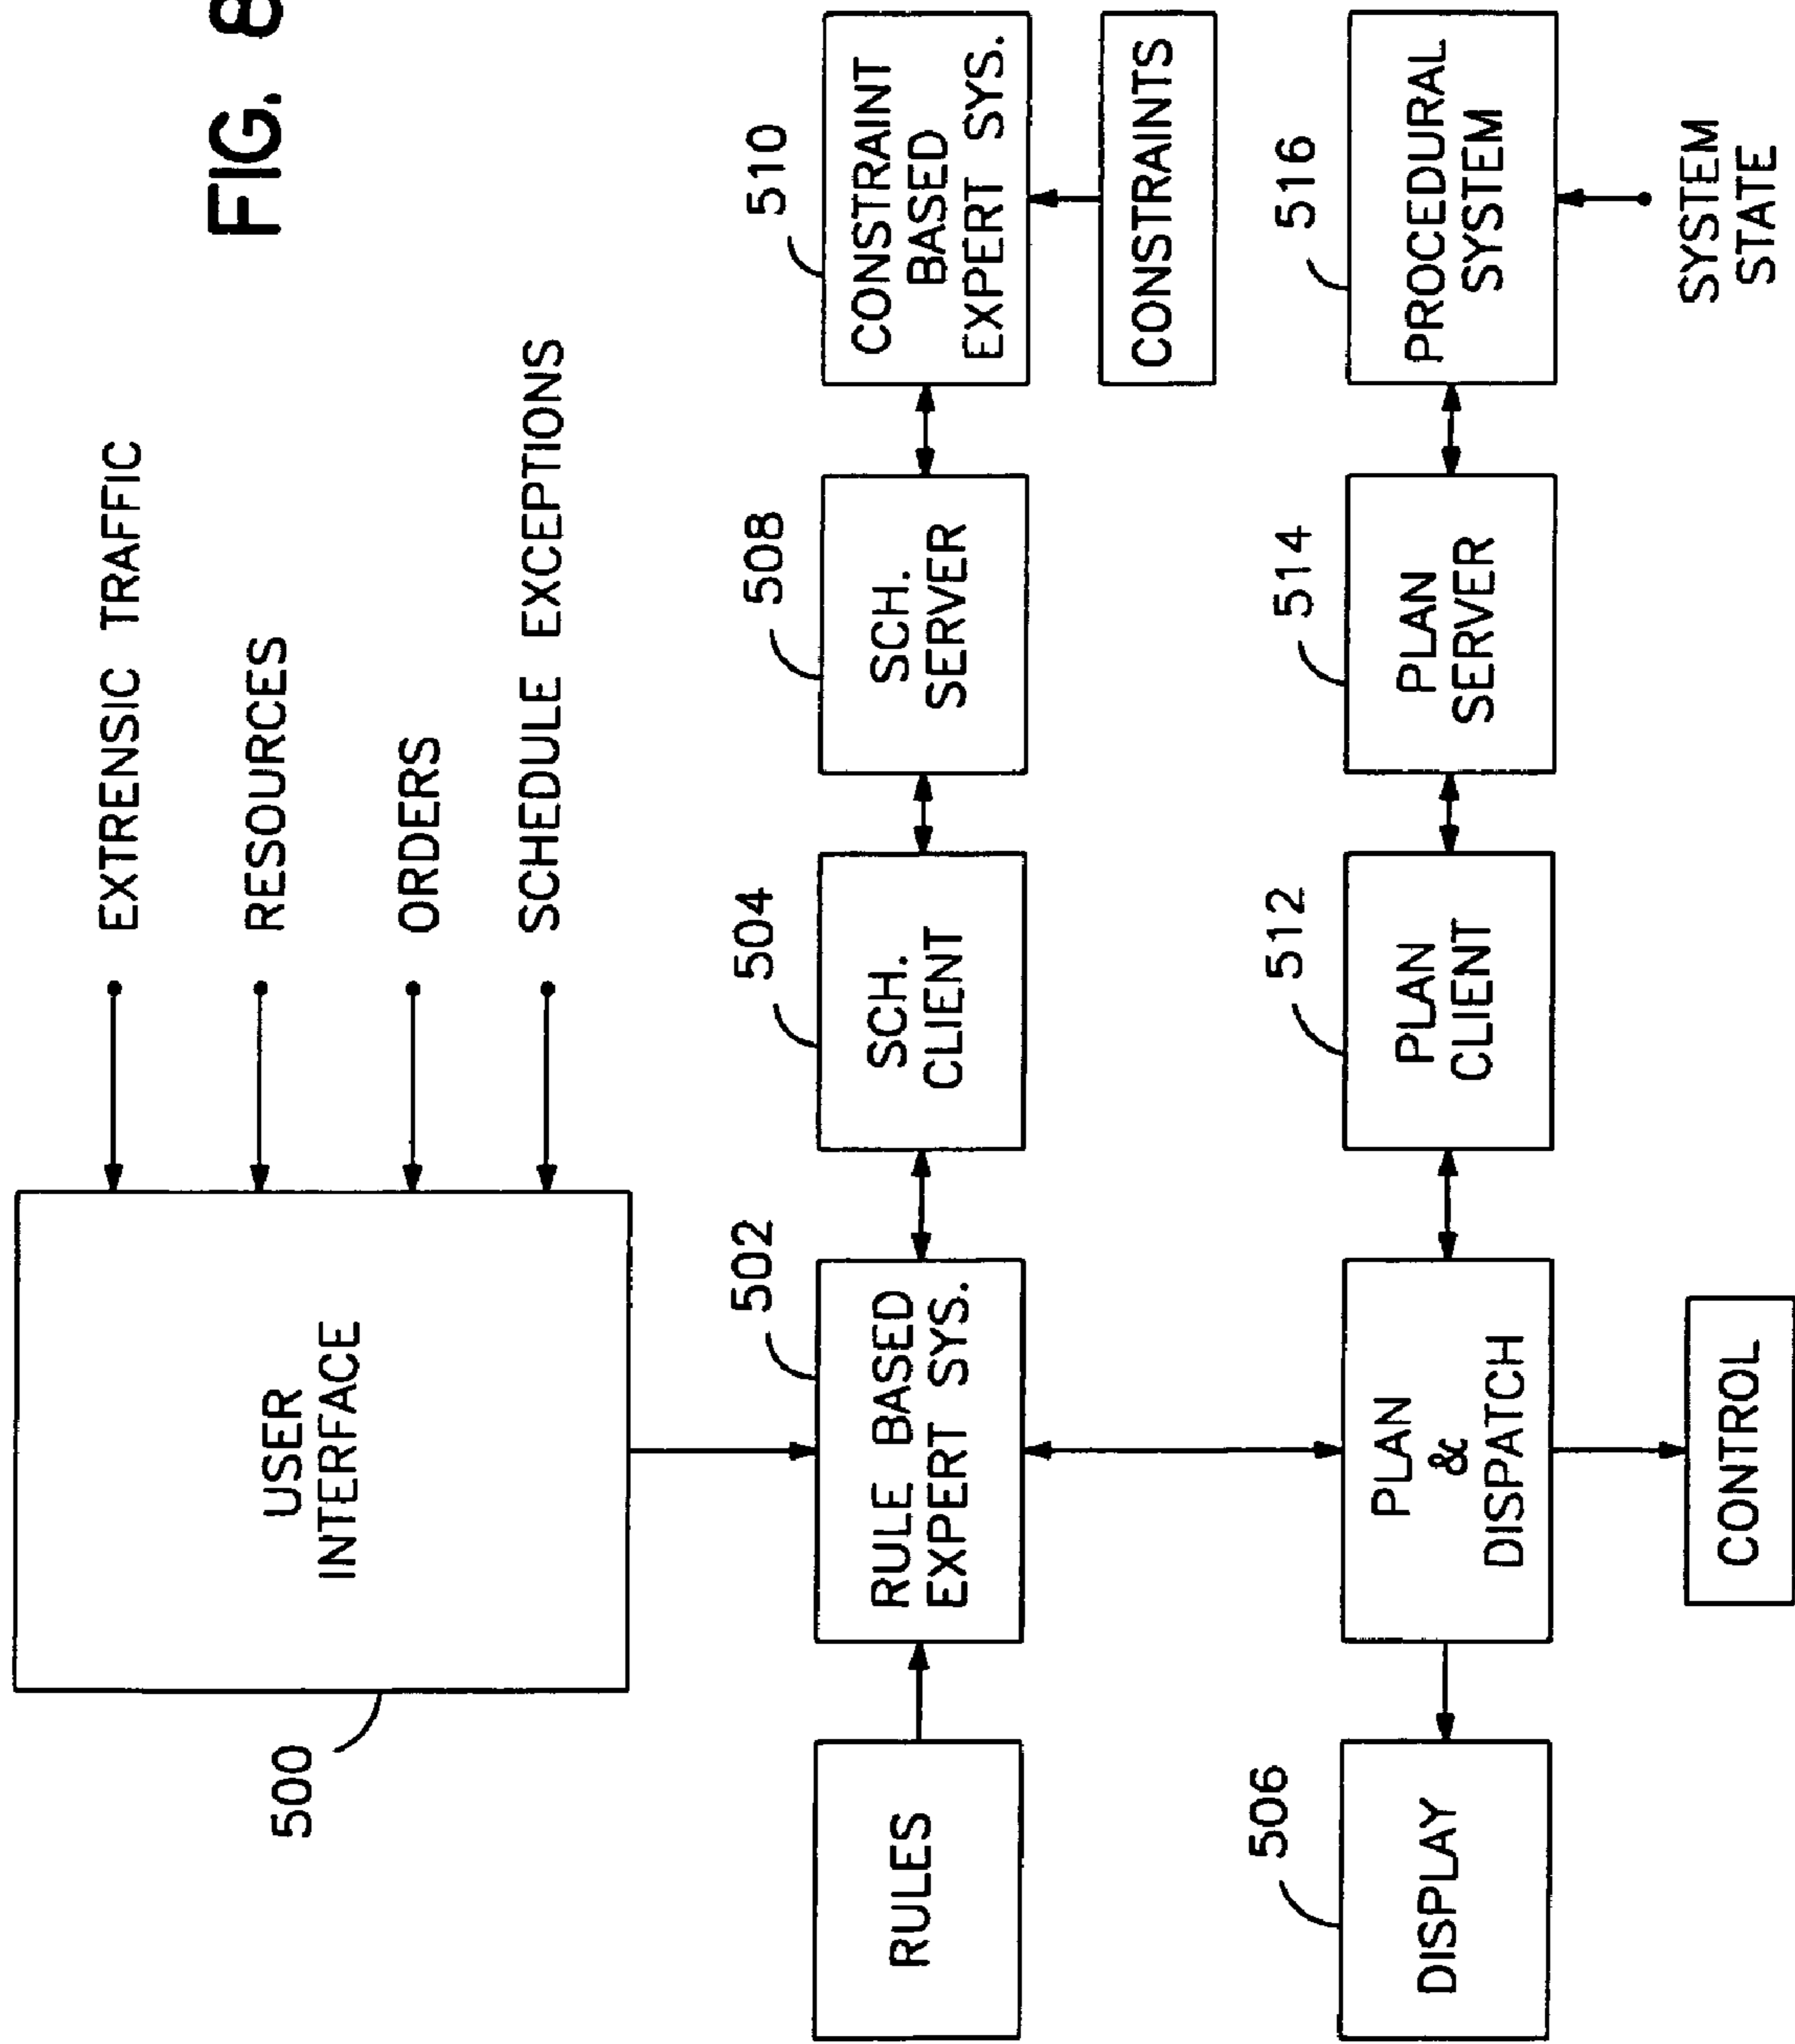 FIG. 8
EXTRENSIC TRAFFIC
RESOURCES
ORDERS
SCHEDULE EXCEPTIONS
USER
INTERFACE
500
RULES
502
RULE BASED
EXPERT SYS.
504
SCH.
CLIENT
508
SCH.
SERVER
510
CONSTRAINT
BASED
EXPERT SYS.
CONSTRAINTS
506
DISPLAY
PLAN
&
DISPATCH
CONTROL
512
PLAN
CLIENT
514
PLAN
SERVER
516
PROCEDURAL
SYSTEM
SYSTEM
STATE